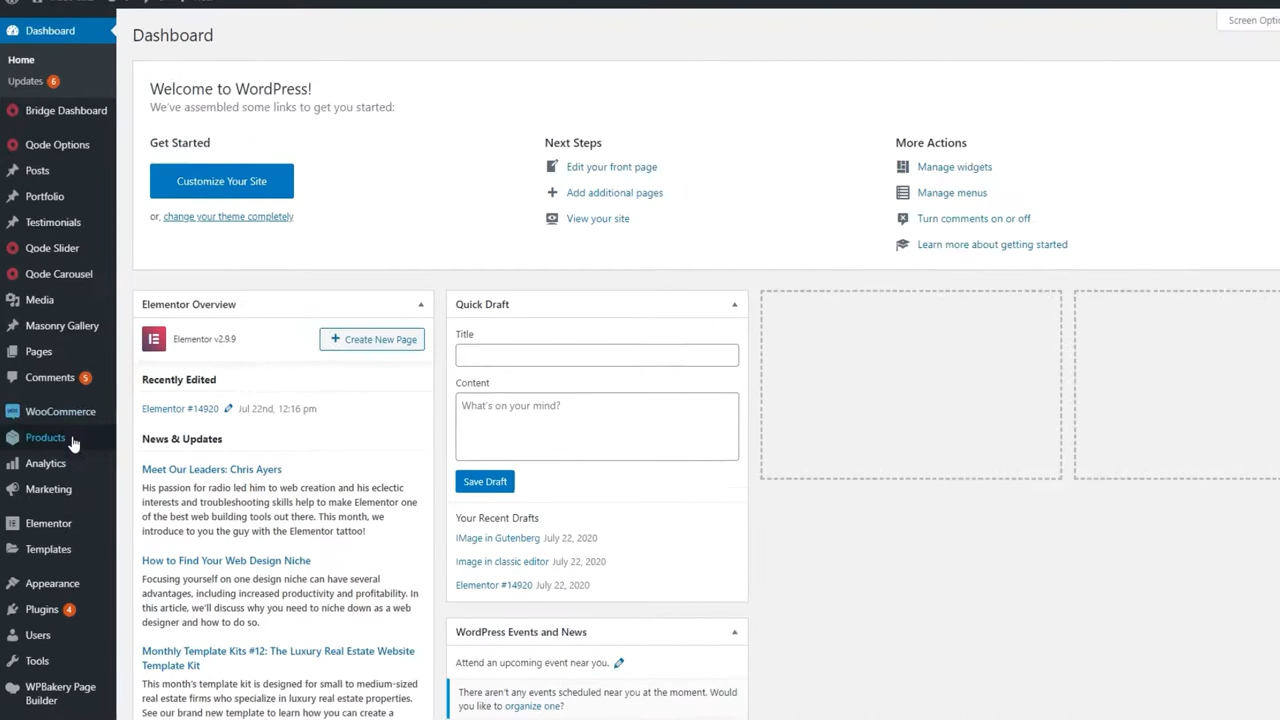 Dashboard
Home
Updates 6
Bridge Dashboard
Qode Options
Posts
Portfolio
Testimonials
Qode Slider
Qode Carousel
Media
Masonry Gallery
Pages
Comments 5
WooCommerce
Products
Analytics
Marketing
Elementor
Templates
Appearance
Plugins 4
Users
Tools
WPBakery Page
Builder
Screen Optio
Dashboard
Welcome to WordPress!
We've assembled some links to get you started:
Get Started
Customize Your Site
or, change your theme completely
Next Steps
Edit your front page
Add additional pages
View your site
More Actions
Manage widgets
Manage menus
Turn comments on or off
Learn more about getting started
Elementor Overview
Elementor v2.9.9
Create New Page
Recently Edited
Elementor #14920 Jul 22nd, 12:16 pm
News & Updates
Meet Our Leaders: Chris Ayers
His passion for radio led him to web creation and his eclectic
interests and troubleshooting skills help to make Elementor one
of the best web building tools out there. This month, we
introduce to you the guy with the Elementor tattoo!
How to Find Your Web Design Niche
Focusing yourself on one design niche can have several
advantages, including increased productivity and profitability. In
this article, we'll discuss why you need to niche down as a web
designer and how to do so.
Monthly Template Kits #12: The Luxury Real Estate Website
Template Kit
This month's template kit is designed for small to medium-sized
real estate firms who specialize in luxury real estate properties.
See our brand new template to learn how you can create a
Quick Draft
Title
Content
What's on your mind?
Save Draft
Your Recent Drafts
IMage in Gutenberg July 22, 2020
Image in classic editor July 22, 2020
Elementor #14920 July 22, 2020
WordPress Events and News
Attend an upcoming event near you.
There aren't any events scheduled near you at the moment. Would
you like to organize one?